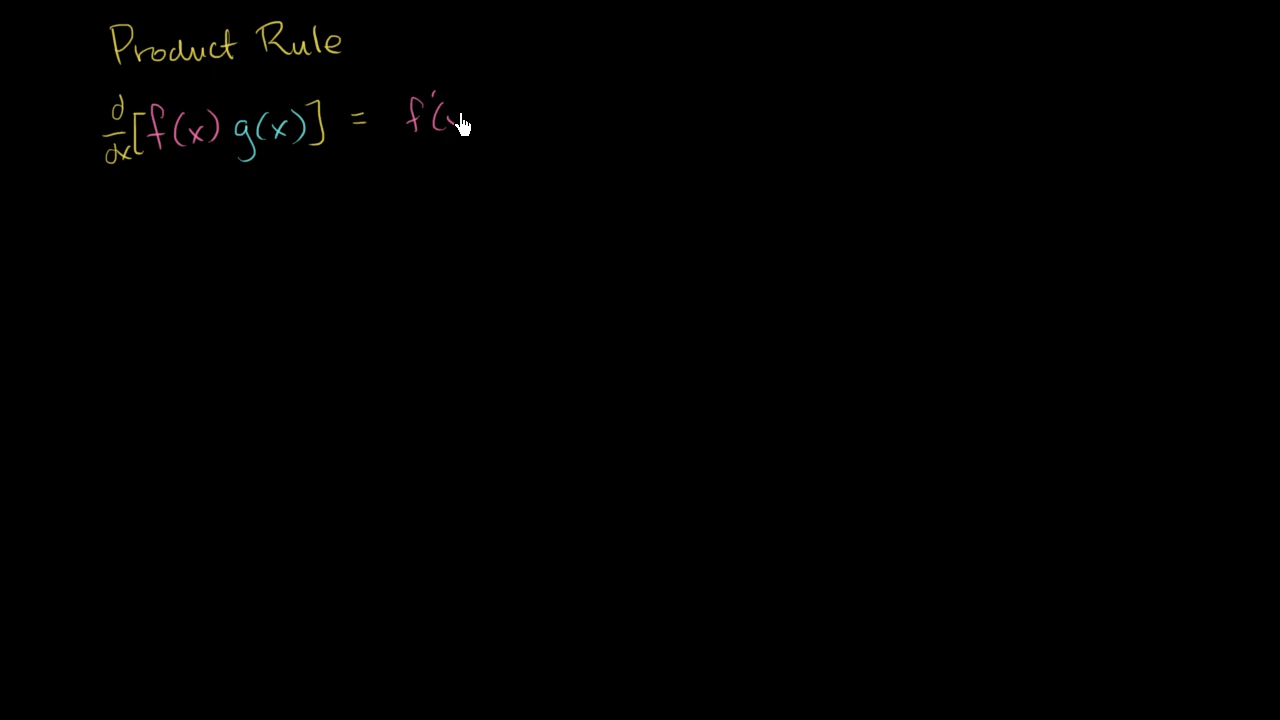 Product Rule
d/dx [f(x) g(x)] = f'(